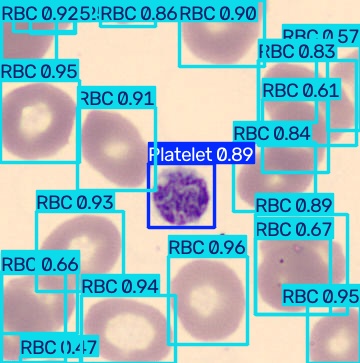 RBC 0.92
RBC 0.86
RBC 0.90
RBC 0.57
RBC 0.83
RBC 0.95
RBC 0.91
RBC 0.61
RBC 0.84
Platelet 0.89
RBC 0.93
RBC 0.89
RBC 0.67
RBC 0.96
RBC 0.66
RBC 0.94
RBC 0.95
RBC 0.47